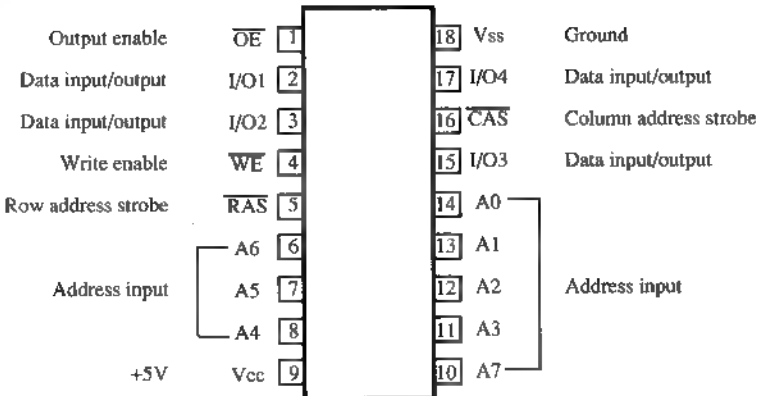 Output enable OE 1 18 Vss Ground
Data input/output I/O1 2 17 I/O4 Data input/output
Data input/output I/O2 3 16 CAS Column address strobe
Write enable WE 4 15 I/O3 Data input/output
Row address strobe RAS 5 14 A0
A6 6 13 A1
Address input A5 7 12 A2 Address input
A4 8 11 A3
+5V Vcc 9 10 A7